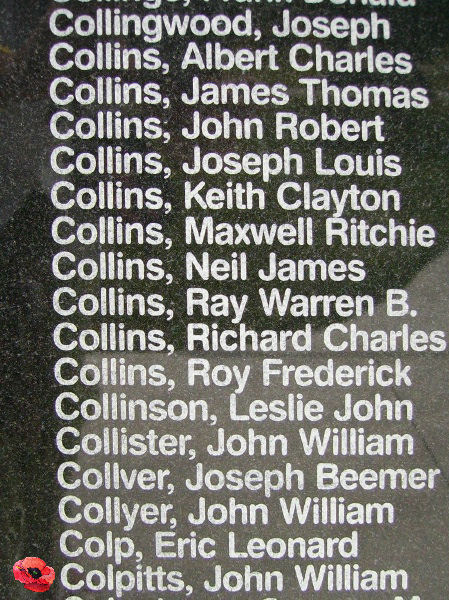 Collingwood, Joseph
Collins, Albert Charles
Collins, James Thomas
Collins, John Robert
Collins, Joseph Louis
Collins, Keith Clayton
Collins, Maxwell Ritchie
Collins, Neil James
Collins, Ray Warren B.
Collins, Richard Charles
Collins, Roy Frederick
Collinson, Leslie John
Collister, John William
Collver, Joseph Beemer
Collyer, John William
Colp, Eric Leonard
Colpitts, John William